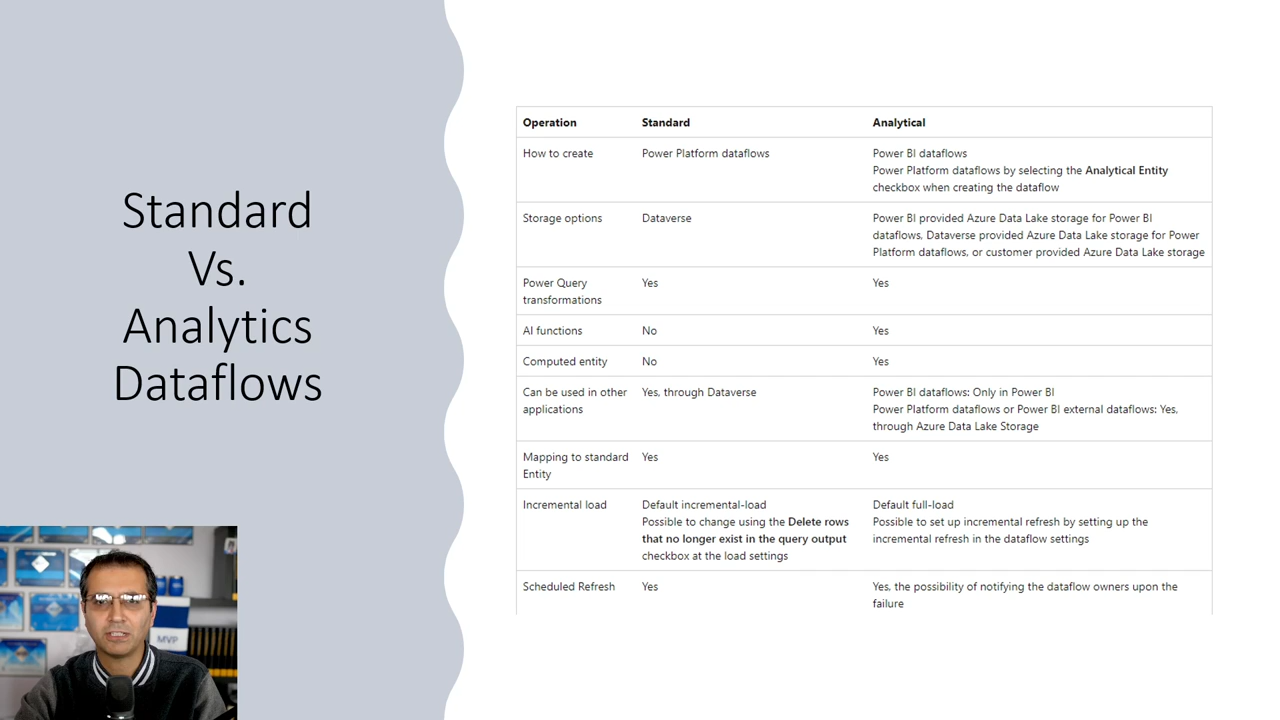 Standard
Vs.
Analytics
Dataflows
Operation Standard Analytical
How to create Power Platform dataflows Power BI dataflows
Power Platform dataflows by selecting the Analytical Entity
checkbox when creating the dataflow
Storage options Dataverse Power BI provided Azure Data Lake storage for Power BI
dataflows, Dataverse provided Azure Data Lake storage for Power
Platform dataflows, or customer provided Azure Data Lake storage
Power Query Yes Yes
transformations
AI functions No Yes
Computed entity No Yes
Can be used in other Yes, through Dataverse Power BI dataflows: Only in Power BI
applications Power Platform dataflows or Power BI external dataflows: Yes,
through Azure Data Lake Storage
Mapping to standard Yes Yes
Entity
Incremental load Default incremental-load Default full-load
Possible to change using the Delete rows Possible to set up incremental refresh by setting up the
that no longer exist in the query output incremental refresh in the dataflow settings
checkbox at the load settings
Scheduled Refresh Yes Yes, the possibility of notifying the dataflow owners upon the
failure
MVP